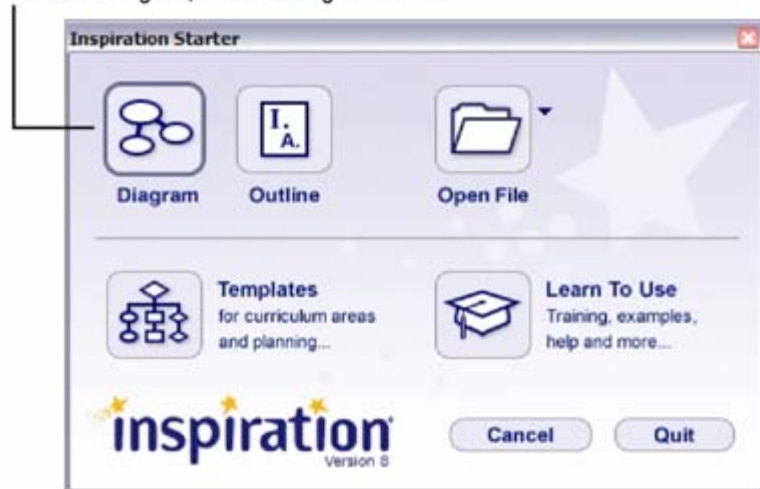 Inspiration Starter
I.
A.
Diagram
Outline
Open File
Templates
for curriculum areas
and planning...
Learn To Use
Training, examples,
help and more...
inspiration
Version 8
Cancel
Quit